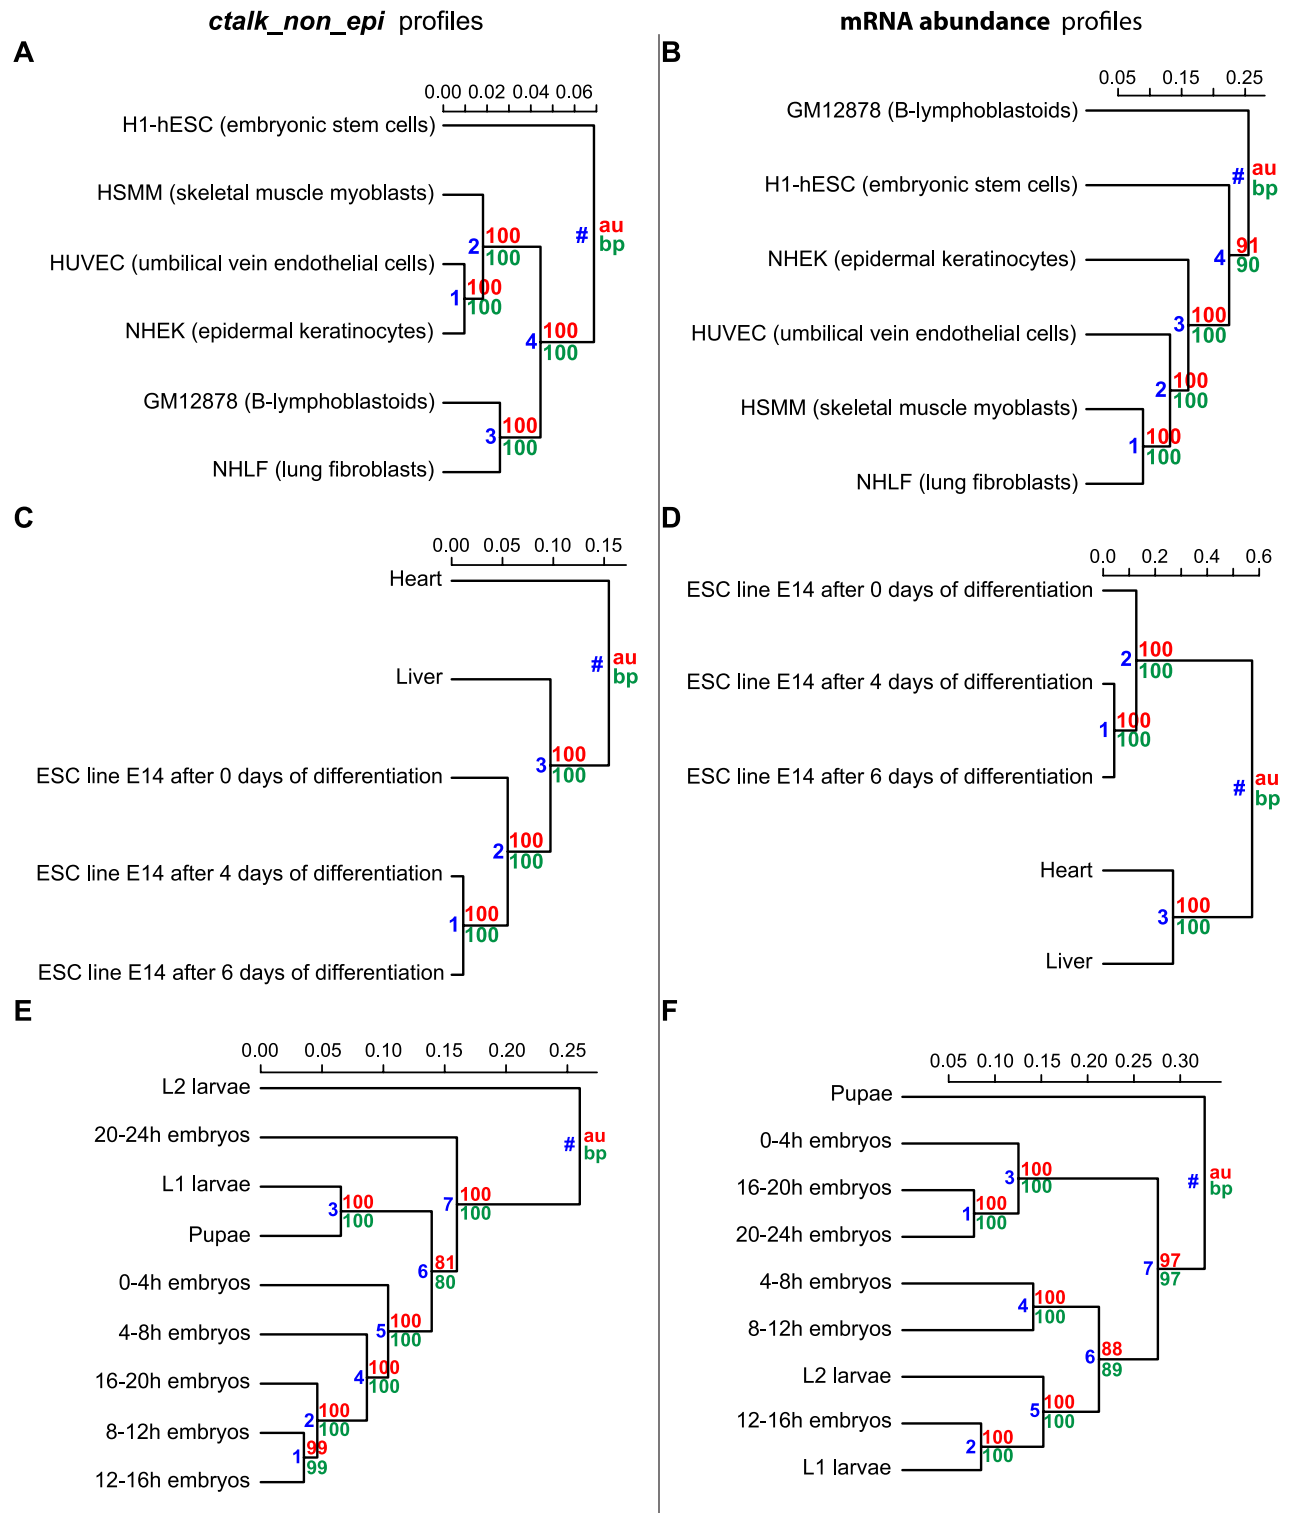 ctalk_non_epi profiles
mRNA abundance profiles
A
0.00 0.02 0.04 0.06
H1-hESC (embryonic stem cells)
HSMM (skeletal muscle myoblasts)
HUVEC (umbilical vein endothelial cells)
NHEK (epidermal keratinocytes)
GM12878 (B-lymphoblastoids)
NHLF (lung fibroblasts)
# au
bp
2 100
100
1 100
100
4 100
100
3 100
100
B
0.05 0.15 0.25
GM12878 (B-lymphoblastoids)
H1-hESC (embryonic stem cells)
NHEK (epidermal keratinocytes)
HUVEC (umbilical vein endothelial cells)
HSMM (skeletal muscle myoblasts)
NHLF (lung fibroblasts)
# au
bp
4 91
90
3 100
100
2 100
100
1 100
100
C
0.00 0.05 0.10 0.15
Heart
Liver
ESC line E14 after 0 days of differentiation
ESC line E14 after 4 days of differentiation
ESC line E14 after 6 days of differentiation
# au
bp
3 100
100
2 100
100
1 100
100
D
0.0 0.2 0.4 0.6
ESC line E14 after 0 days of differentiation
ESC line E14 after 4 days of differentiation
ESC line E14 after 6 days of differentiation
Heart
Liver
2 100
100
1 100
100
# au
bp
3 100
100
E
0.00 0.05 0.10 0.15 0.20 0.25
L2 larvae
20-24h embryos
L1 larvae
Pupae
0-4h embryos
4-8h embryos
16-20h embryos
8-12h embryos
12-16h embryos
# au
bp
7 100
100
3 100
100
6 81
80
5 100
100
4 100
100
2 100
100
1 99
99
F
0.05 0.10 0.15 0.20 0.25 0.30
Pupae
0-4h embryos
16-20h embryos
20-24h embryos
4-8h embryos
8-12h embryos
L2 larvae
12-16h embryos
L1 larvae
# au
bp
3 100
100
1 100
100
7 97
97
4 100
100
6 88
89
5 100
100
2 100
100